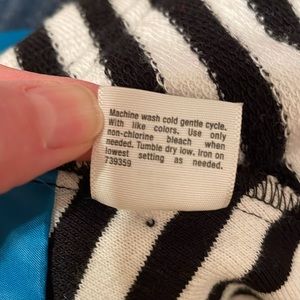 Machine wash cold gentle cycle.
With like colors. Use only
non-chlorine bleach when
needed. Tumble dry low. Iron on
lowest setting as needed.
739359